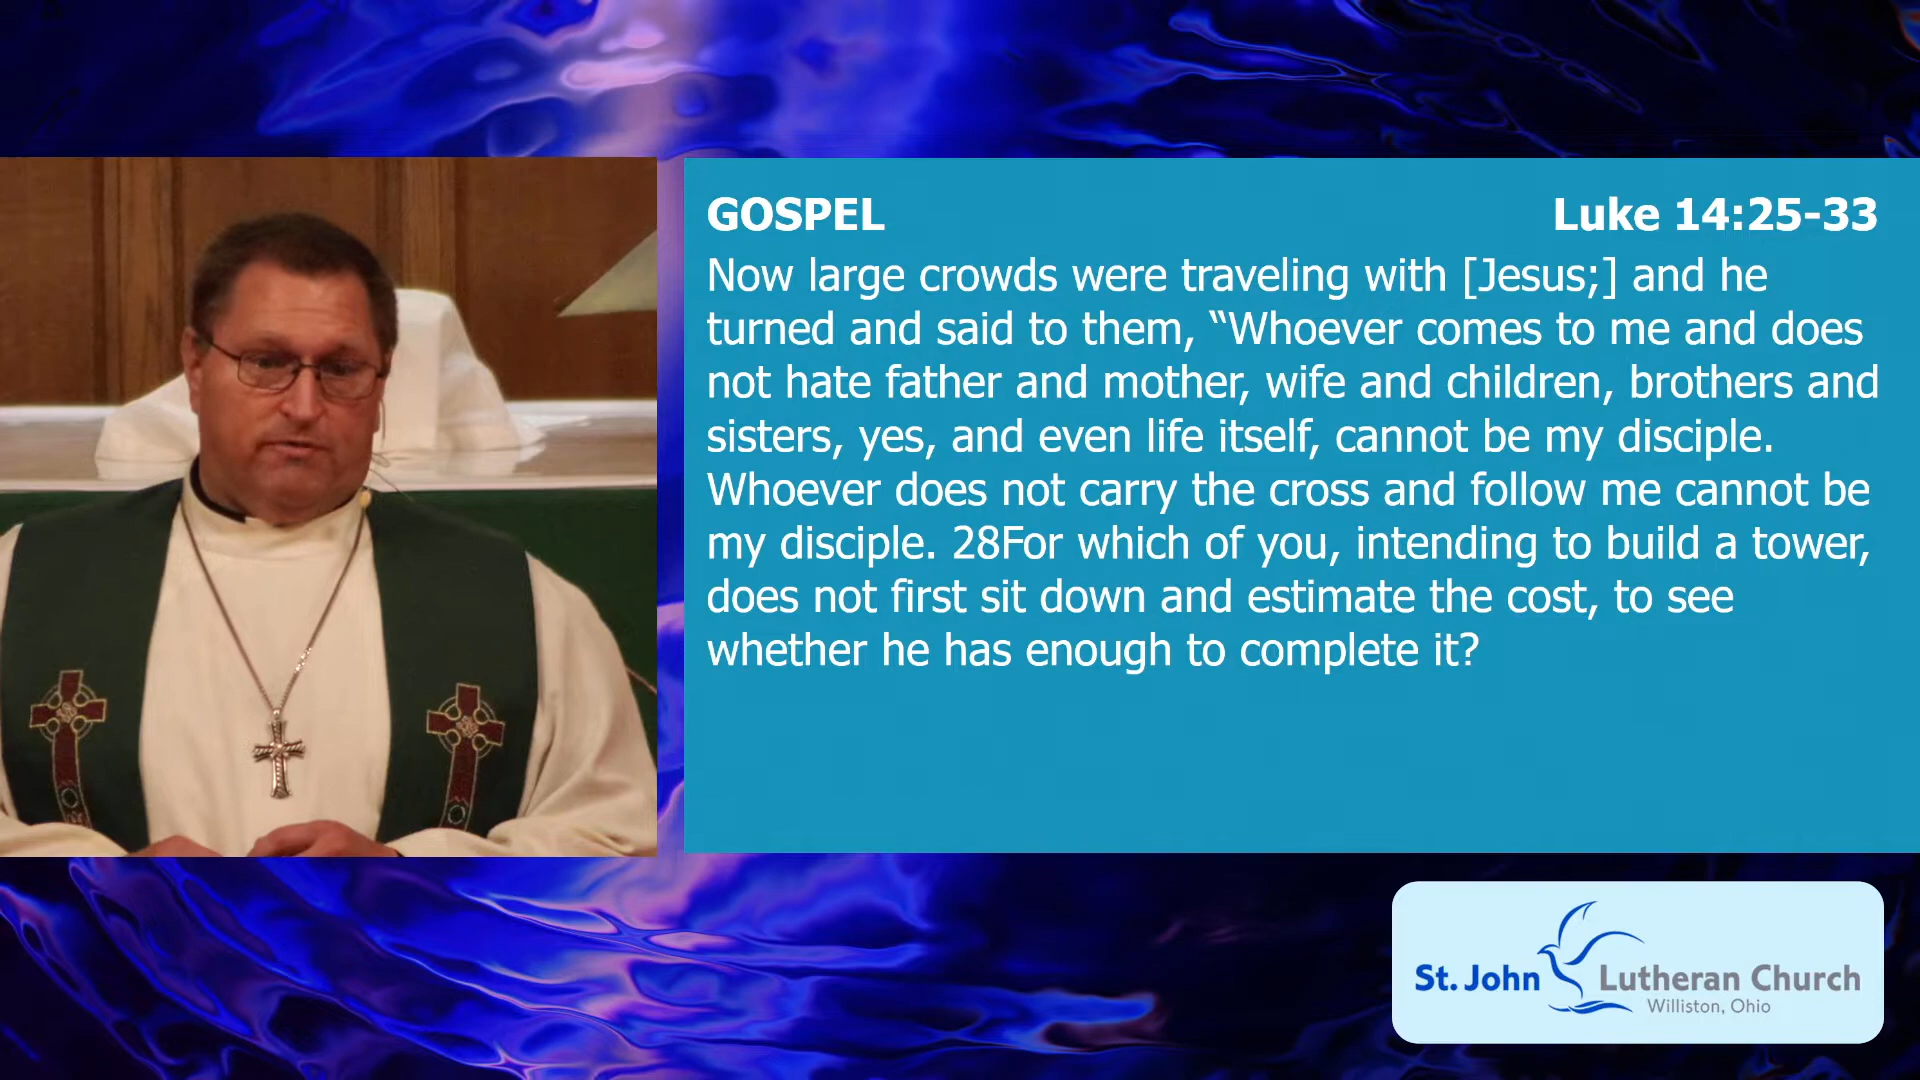 GOSPEL Luke 14:25-33
Now large crowds were traveling with [Jesus;] and he
turned and said to them, “Whoever comes to me and does
not hate father and mother, wife and children, brothers and
sisters, yes, and even life itself, cannot be my disciple.
Whoever does not carry the cross and follow me cannot be
my disciple. 28For which of you, intending to build a tower,
does not first sit down and estimate the cost, to see
whether he has enough to complete it?
St. John Lutheran Church
Williston, Ohio